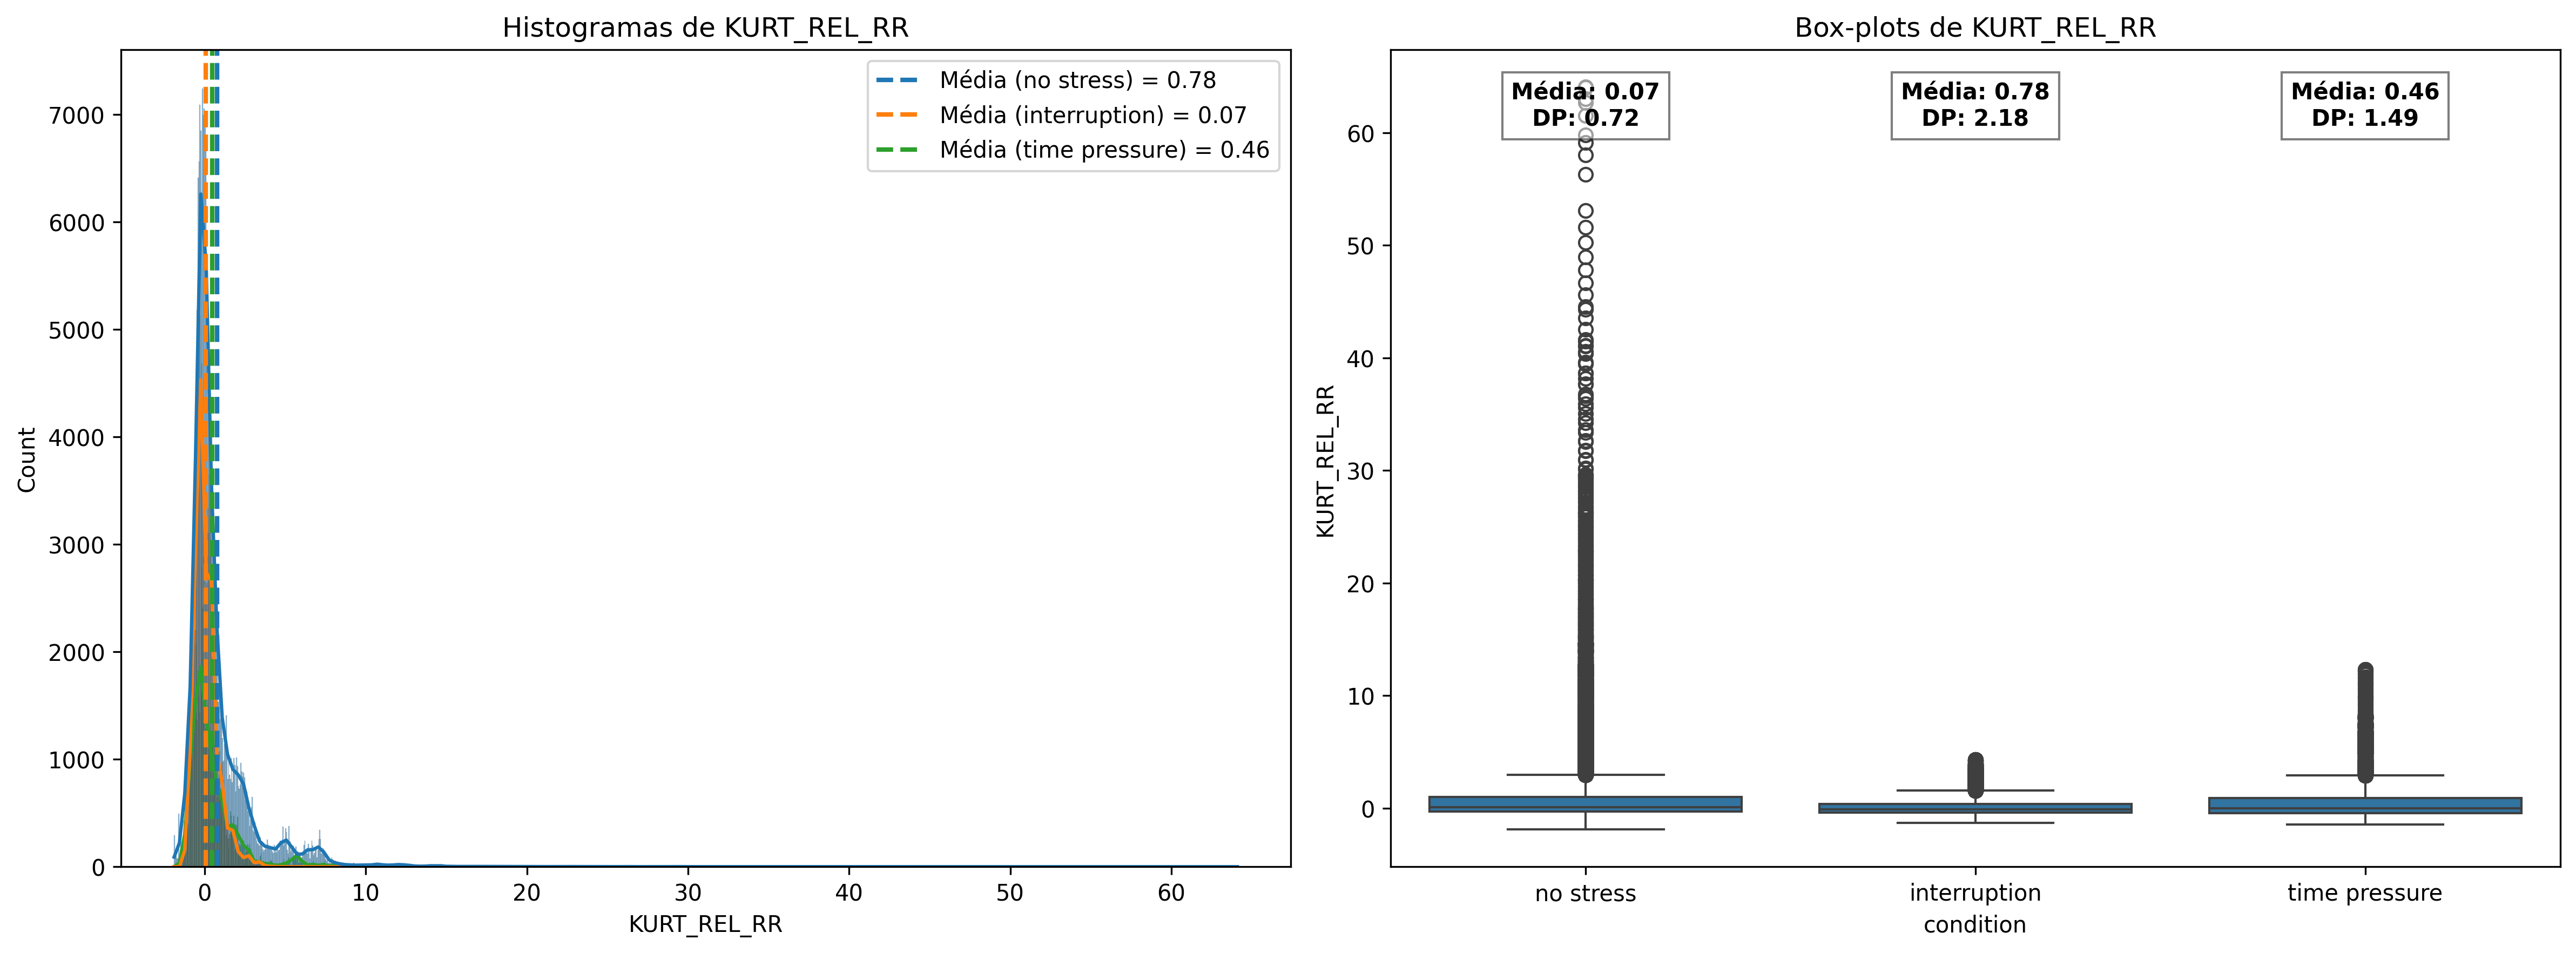 Histogramas de KURT_REL_RR
Média (no stress) = 0.78
Média (interruption) = 0.07
Média (time pressure) = 0.46
7000
6000
5000
4000
3000
2000
1000
0
Count
0 10 20 30 40 50 60
KURT_REL_RR
Box-plots de KURT_REL_RR
Média: 0.07
DP: 0.72
Média: 0.78
DP: 2.18
Média: 0.46
DP: 1.49
60
50
40
30
20
10
0
KURT_REL_RR
no stress interruption time pressure
condition